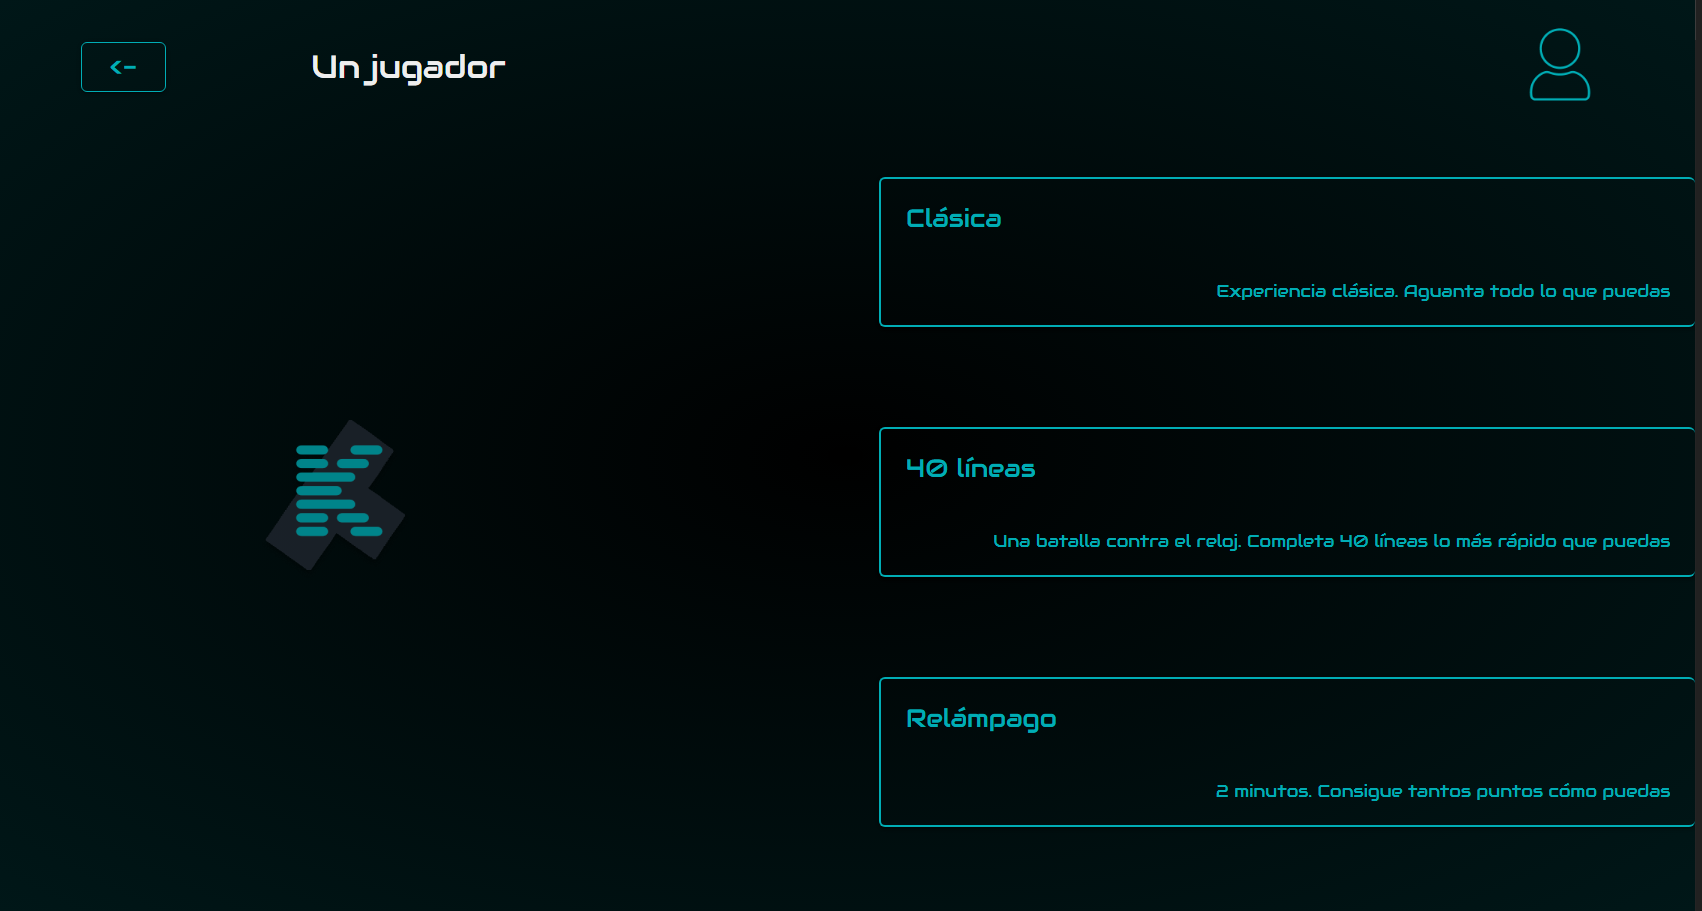 <-
Un jugador
Clásica
Experiencia clásica. Aguanta todo lo que puedas
40 líneas
Una batalla contra el reloj. Completa 40 líneas lo más rápido que puedas
Relámpago
2 minutos. Consigue tantos puntos cómo puedas